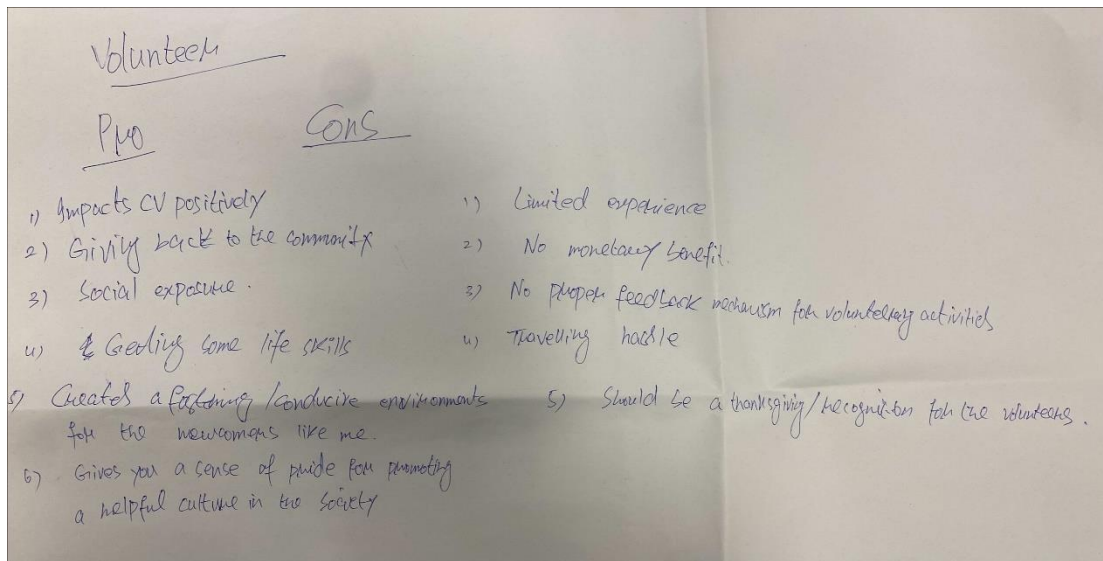 Volunteer
Pro
Cons
1) Impacts CV positively
2) Giving back to the community
3) Social exposure.
4) Getting some life skills
5) Creates a fostering/conducive environments
for the newcomers like me.
6) Gives you a sense of pride for promoting
a helpful culture in the society
1) Limited experience
2) No monetary benefit.
3) No proper feedback mechanism for volunteering activities
4) Travelling hassle
5) Should be a thanksgiving/recognition for the volunteers.